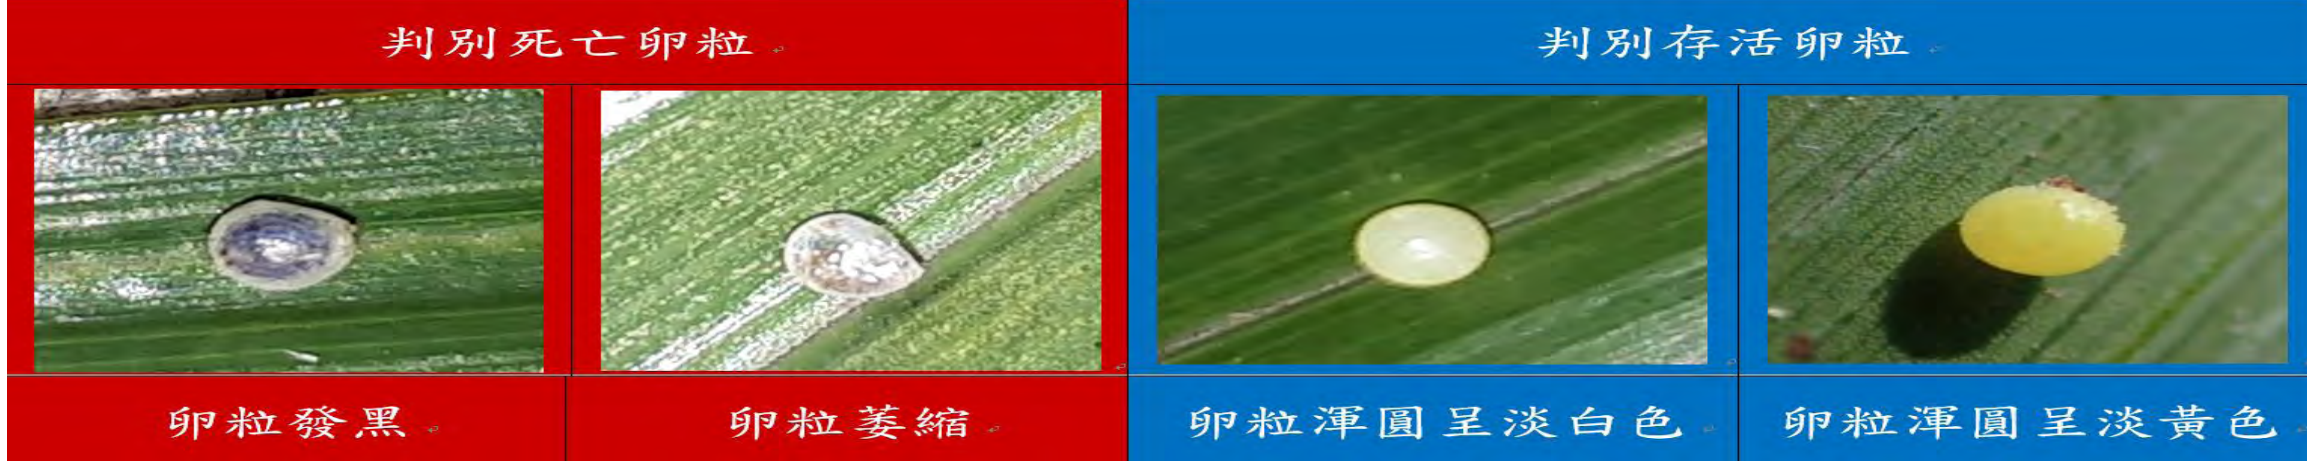 判別死亡卵粒
判別存活卵粒
卵粒發黑
卵粒萎縮
卵粒渾圓呈淡白色
卵粒渾圓呈淡黃色